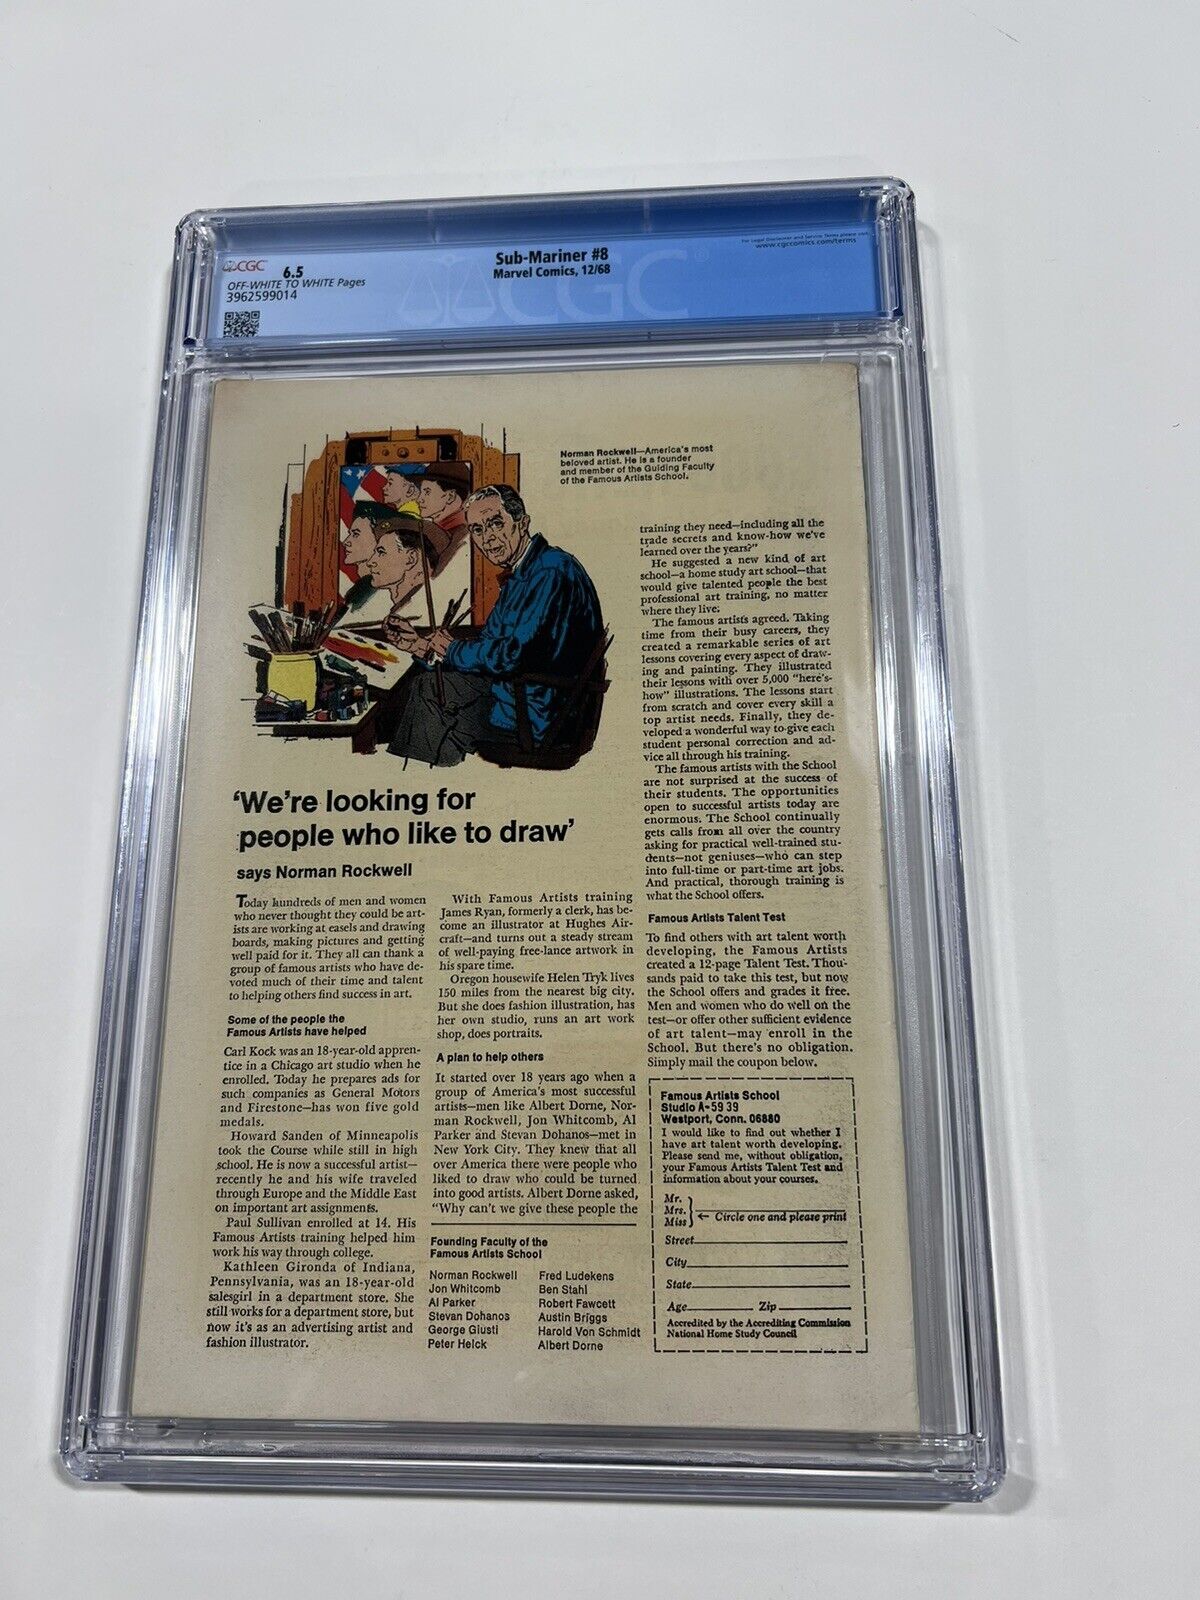 CGC 6.5
OFF-WHITE TO WHITE Pages
3962599014
Sub-Mariner #8
Marvel Comics, 12/68
For Legal Disclaimer and Service Terms please visit
www.cgccomics.com/terms
CGC
Norman Rockwell—America's most
beloved artist. He is a founder
and member of the Guiding Faculty
of the Famous Artists School.
'We're looking for
people who like to draw'
says Norman Rockwell
Today hundreds of men and women
who never thought they could be art-
ists are working at easels and drawing
boards, making pictures and getting
well paid for it. They all can thank a
group of famous artists who have de-
voted much of their time and talent
to helping others find success in art.
Some of the people the
Famous Artists have helped
Carl Kock was an 18-year-old appren-
tice in a Chicago art studio when he
enrolled. Today he prepares ads for
such companies as General Motors
and Firestone—has won five gold
medals.
Howard Sanden of Minneapolis
took the Course while still in high
school. He is now a successful artist—
recently he and his wife traveled
through Europe and the Middle East
on important art assignments.
Paul Sullivan enrolled at 14. His
Famous Artists training helped him
work his way through college.
Kathleen Gironda of Indiana,
Pennsylvania, was an 18-year-old
salesgirl in a department store. She
still works for a department store, but
now it's as an advertising artist and
fashion illustrator.
With Famous Artists training
James Ryan, formerly a clerk, has be-
come an illustrator at Hughes Air-
craft—and turns out a steady stream
of well-paying free-lance artwork in
his spare time.
Oregon housewife Helen Tryk lives
150 miles from the nearest big city.
But she does fashion illustration, has
her own studio, runs an art work
shop, does portraits.
A plan to help others
It started over 18 years ago when a
group of America's most successful
artists—men like Albert Dorne, Nor-
man Rockwell, Jon Whitcomb, Al
Parker and Stevan Dohanos—met in
New York City. They knew that all
over America there were people who
liked to draw who could be turned
into good artists. Albert Dorne asked,
"Why can't we give these people the
Founding Faculty of the
Famous Artists School
Norman Rockwell
Jon Whitcomb
Al Parker
Stevan Dohanos
George Giusti
Peter Helck
Fred Ludekens
Ben Stahl
Robert Fawcett
Austin Briggs
Harold Von Schmidt
Albert Dorne
training they need—including all the
trade secrets and know-how we've
learned over the years?"
He suggested a new kind of art
school—a home study art school—that
would give talented people the best
professional art training, no matter
where they live.
The famous artists agreed. Taking
time from their busy careers, they
created a remarkable series of art
lessons covering every aspect of draw-
ing and painting. They illustrated
their lessons with over 5,000 "here's-
how" illustrations. The lessons start
from scratch and cover every skill a
top artist needs. Finally, they de-
veloped a wonderful way to give each
student personal correction and ad-
vice all through his training.
The famous artists with the School
are not surprised at the success of
their students. The opportunities
open to successful artists today are
enormous. The School continually
gets calls from all over the country
asking for practical well-trained stu-
dents—not geniuses—who can step
into full-time or part-time art jobs.
And practical, thorough training is
what the School offers.
Famous Artists Talent Test
To find others with art talent worth
developing, the Famous Artists
created a 12-page Talent Test. Thou-
sands paid to take this test, but now
the School offers and grades it free.
Men and women who do well on the
test—or offer other sufficient evidence
of art talent—may enroll in the
School. But there's no obligation.
Simply mail the coupon below.
Famous Artists School
Studio A-5939
Westport, Conn. 06880
I would like to find out whether I
have art talent worth developing.
Please send me, without obligation,
your Famous Artists Talent Test and
information about your courses.
Mr.
Mrs.
Miss
← Circle one and please print
Street
City
State
Age Zip
Accredited by the Accrediting Commission
National Home Study Council